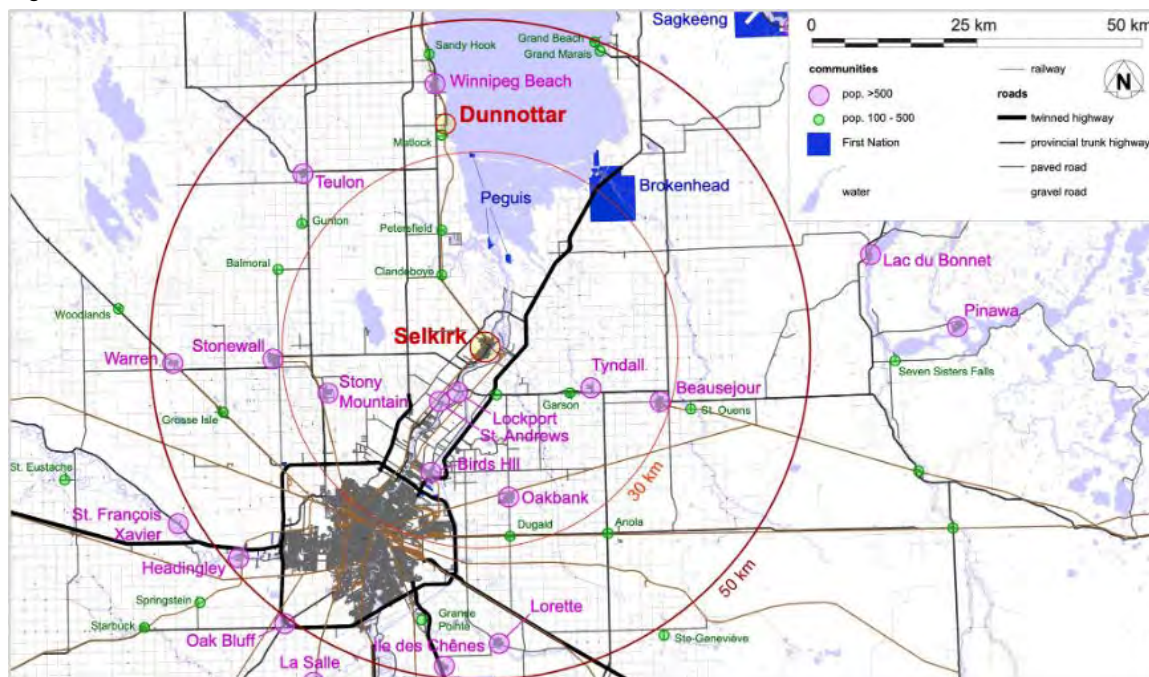 Sagkeeng
Grand Beach
Grand Marais
Sandy Hook
Winnipeg Beach
Dunnottar
Matlock
Teulon
Gunton
Peguis
Brokenhead
Petersfield
Balmoral
Clandeboye
Woodlands
Selkirk
Warren
Stonewall
Stony
Mountain
Tyndall
Beausejour
Garson
St. Ouens
Grosse Isle
Lockport
St. Andrews
Birds Hill
St. Eustache
Oakbank
30 km
St. François
Xavier
Dugald
Anola
Headingley
50 km
Springstein
Starbuck
Oak Bluff
Grande
Pointe
Lorette
Ile des Chênes
La Salle
Ste-Geneviève
Lac du Bonnet
Pinawa
Seven Sisters Falls
0 25 km 50 km
communities
pop. >500
pop. 100 - 500
First Nation
water
railway
roads
twinned highway
provincial trunk highway
paved road
gravel road
N